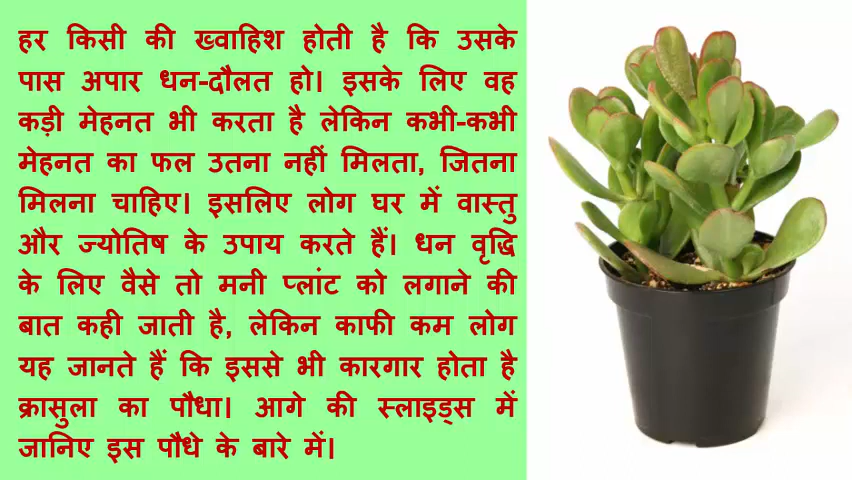 हर किसी की ख्वाहिश होती है कि उसके
पास अपार धन-दौलत हो। इसके लिए वह
कड़ी मेहनत भी करता है लेकिन कभी-कभी
मेहनत का फल उतना नहीं मिलता, जितना
मिलना चाहिए। इसलिए लोग घर में वास्तु
और ज्योतिष के उपाय करते हैं। धन वृद्धि
के लिए वैसे तो मनी प्लांट को लगाने की
बात कही जाती है, लेकिन काफी कम लोग
यह जानते हैं कि इससे भी कारगार होता है
क्रासुला का पौधा। आगे की स्लाइड्स में
जानिए इस पौधे के बारे में।